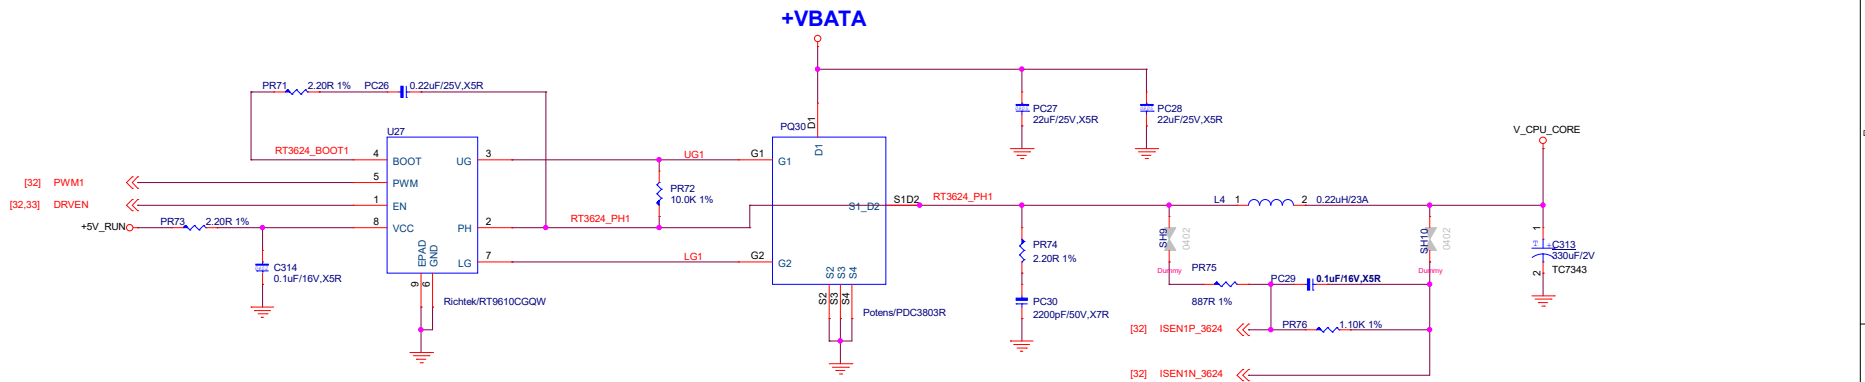 +VBATA
PR71 2.20R 1% PC26 0.22uF/25V,X5R
U27
RT3624_BOOT1
4 BOOT UG 3
UG1
[32] PWM1
5 PWM
[32,33] DRVEN
1 EN
+5V_RUN
PR73 2.20R 1%
8 VCC PH 2
RT3624_PH1
EPAD
GND
LG 7
LG1
9
6
C314
0.1uF/16V,X5R
Richtek/RT9610CGQW
PR72
10.0K 1%
PQ30
D1
D1
G1 G1
S1_D2 S1D2
RT3624_PH1
G2 G2
S2
S3
S4
S2
S3
S4
Potens/PDC3803R
PC27
22uF/25V,X5R
PC28
22uF/25V,X5R
PR74
2.20R 1%
PC30
2200pF/50V,X7R
V_CPU_CORE
L4 1 2 0.22uH/23A
SH9
0402
Dummy
SH10
0402
Dummy
PR75
887R 1%
PC29 0.1uF/16V,X5R
[32] ISEN1P_3624
PR76 1.10K 1%
[32] ISEN1N_3624
1
+
C313
330uF/2V
2 TC7343